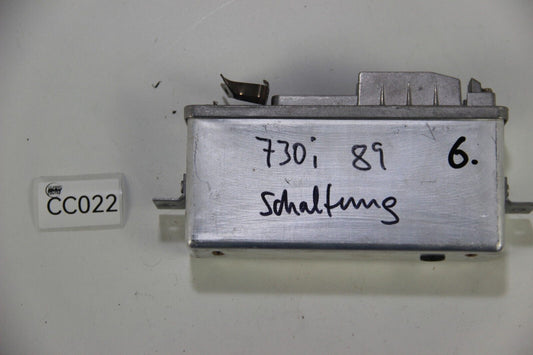 730i 89 6.
Schaltung
CC022